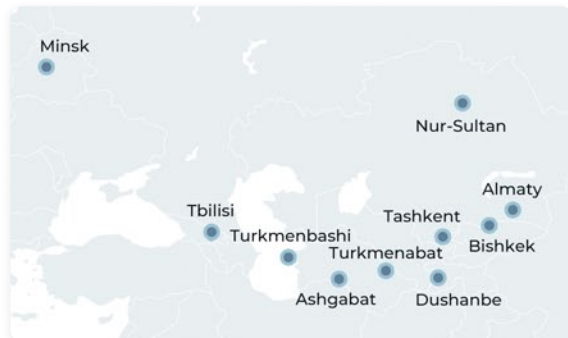 Minsk
Nur-Sultan
Almaty
Tbilisi
Tashkent
Turkmenbashi
Bishkek
Turkmenabat
Ashgabat
Dushanbe